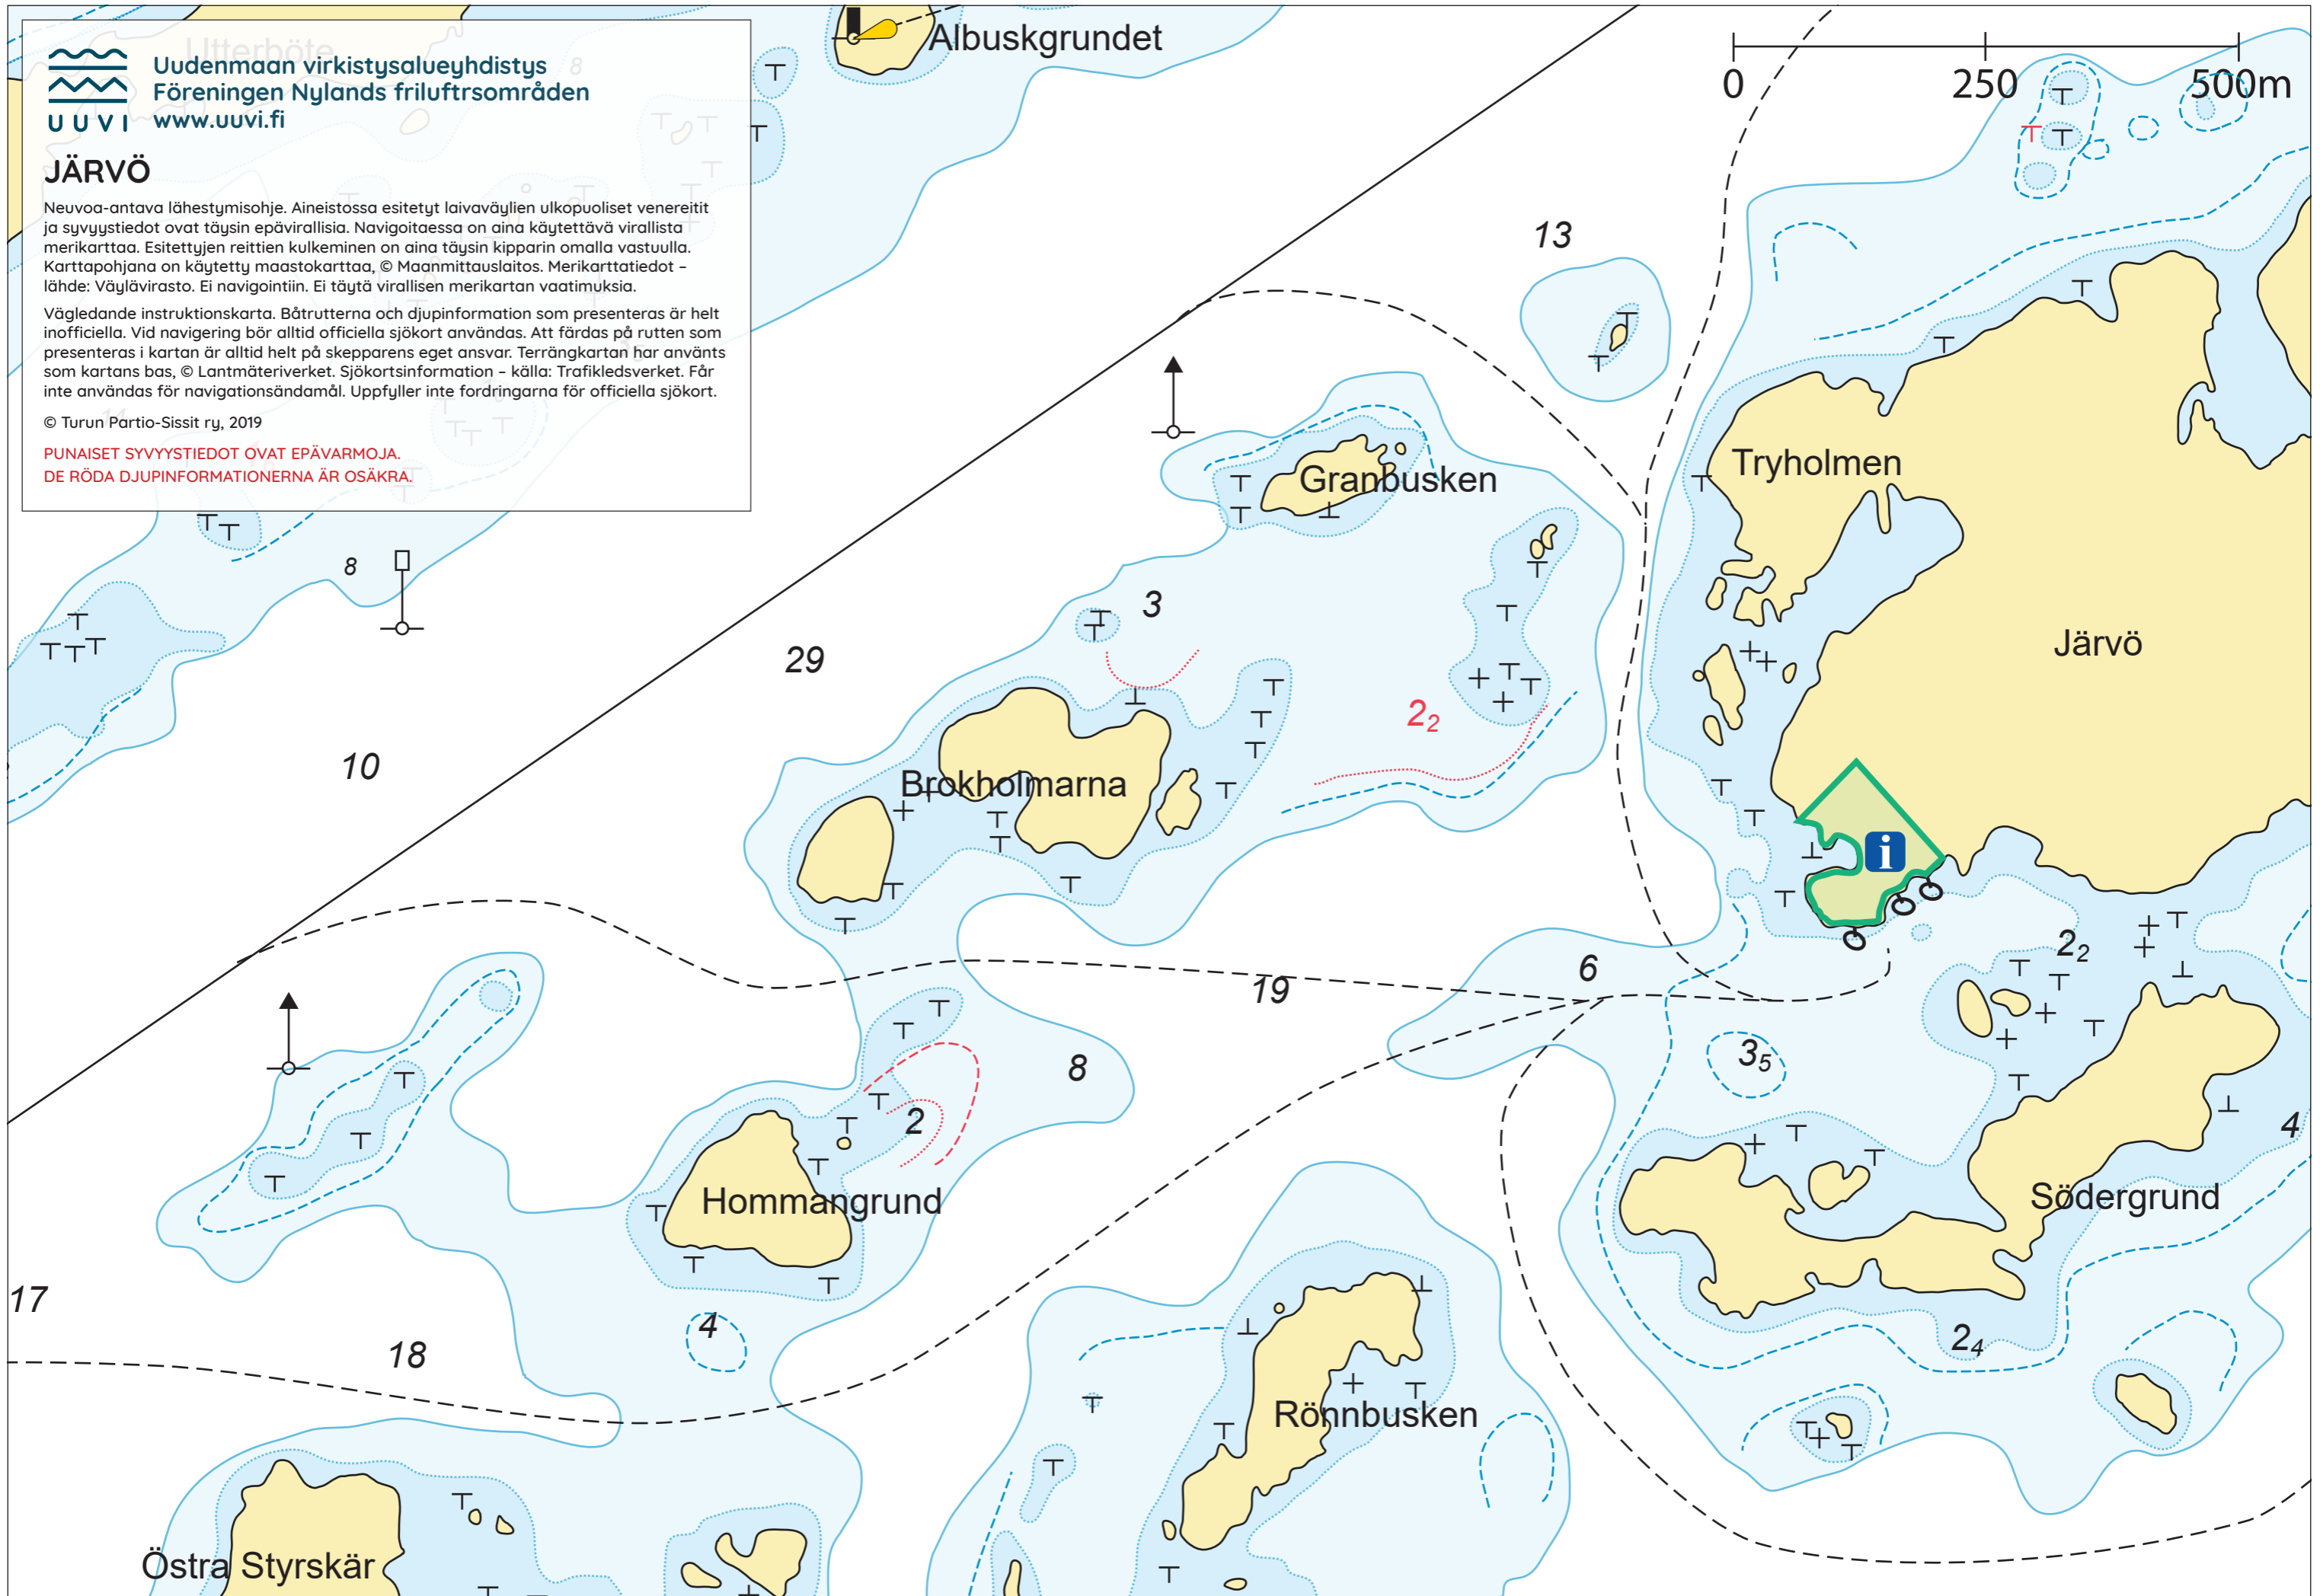 Utterböte
Albuskgrundet
UUVI
Uudenmaan virkistysalueyhdistys
Föreningen Nylands friluftrsområden
www.uuvi.fi
JÄRVÖ
Neuvoa-antava lähestymisohje. Aineistossa esitetyt laivaväylien ulkopuoliset venereitit
ja syvyystiedot ovat täysin epävirallisia. Navigoitaessa on aina käytettävä virallista
merikarttaa. Esitettyjen reittien kulkeminen on aina täysin kipparin omalla vastuulla.
Karttapohjana on käytetty maastokarttaa, © Maanmittauslaitos. Merikarttatiedot –
lähde: Väylävirasto. Ei navigointiin. Ei täytä virallisen merikartan vaatimuksia.
Vägledande instruktionskarta. Båtrutterna och djupinformation som presenteras är helt
inofficiella. Vid navigering bör alltid officiella sjökort användas. Att färdas på rutten som
presenteras i kartan är alltid helt på skepparens eget ansvar. Terrängkartan har använts
som kartans bas, © Lantmäteriverket. Sjökortsinformation – källa: Trafikledsverket. Får
inte användas för navigationsändamål. Uppfyller inte fordringarna för officiella sjökort.
© Turun Partio-Sissit ry, 2019
PUNAISET SYVYYSTIEDOT OVAT EPÄVARMOJA.
DE RÖDA DJUPINFORMATIONERNA ÄR OSÄKRA.
8
0 250 500m
13
Granbusken
Tryholmen
8
3
29
Järvö
2₂
10
Brokholmarna
i
2₂
6
19
3₅
8
2
4
Hommangrund
Södergrund
17
4
18
2₄
Rönnbusken
Östra Styrskär